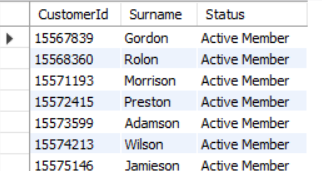 CustomerId Surname Status
15567839 Gordon Active Member
15568360 Rolon Active Member
15571193 Morrison Active Member
15572415 Preston Active Member
15573599 Adamson Active Member
15574213 Wilson Active Member
15575146 Jamieson Active Member